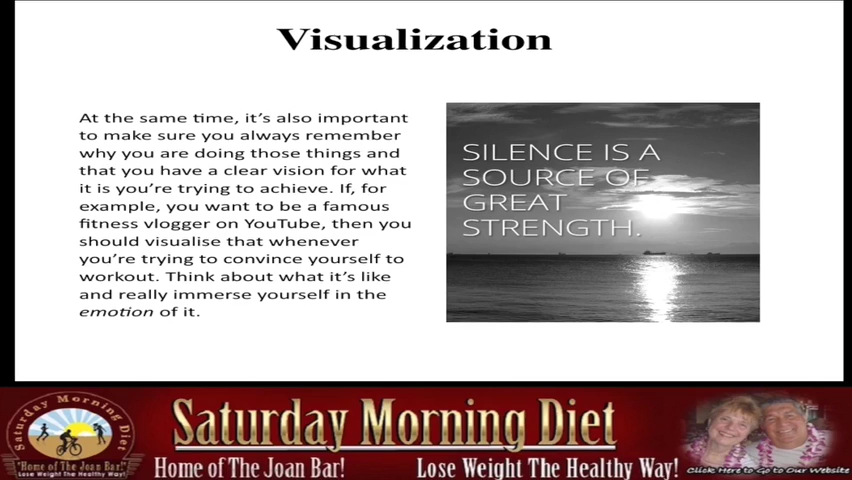 Visualization
At the same time, it’s also important
to make sure you always remember
why you are doing those things and
that you have a clear vision for what
it is you’re trying to achieve. If, for
example, you want to be a famous
fitness vlogger on YouTube, then you
should visualise that whenever
you’re trying to convince yourself to
workout. Think about what it’s like
and really immerse yourself in the
emotion of it.
SILENCE IS A
SOURCE OF
GREAT
STRENGTH.
Saturday Morning Diet
"Home of The Joan Bar!"
Lose Weight The Healthy Way!
Saturday Morning Diet
Home of The Joan Bar!
Lose Weight The Healthy Way!
Click Here to Go to Our Website